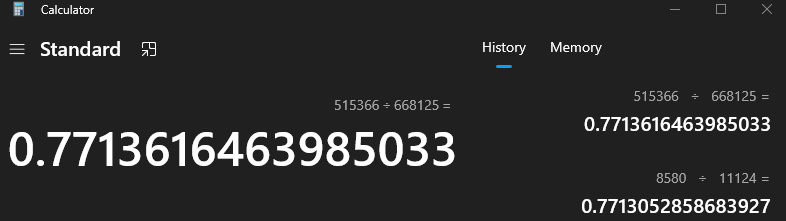 Calculator
Standard
History Memory
515366 ÷ 668125 =
0.7713616463985033
515366 ÷ 668125 =
0.7713616463985033
8580 ÷ 11124 =
0.7713052858683927